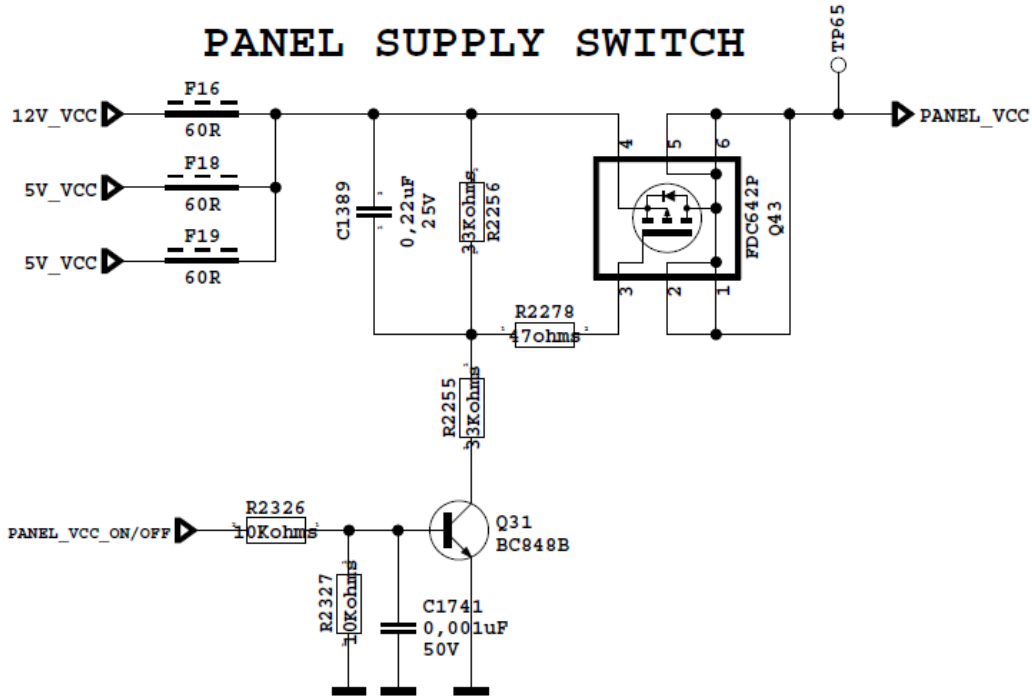 PANEL SUPPLY SWITCH
TP65
12V_VCC
F16
60R
5V_VCC
F18
60R
5V_VCC
F19
60R
C1389
0,22uF
25V
33Kohms
R2256
4
5
6
3
2
1
FDC642P
Q43
PANEL_VCC
R2278
47ohms
R2255
33Kohms
PANEL_VCC_ON/OFF
R2326
10Kohms
Q31
BC848B
R2327
10Kohms
C1741
0,001uF
50V